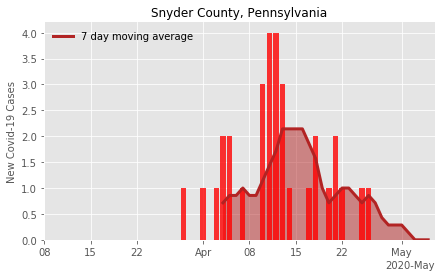 Snyder County, Pennsylvania
7 day moving average
New Covid-19 Cases
4.0
3.5
3.0
2.5
2.0
1.5
1.0
0.5
0.0
08 15 22 Apr 08 15 22 May
2020-May